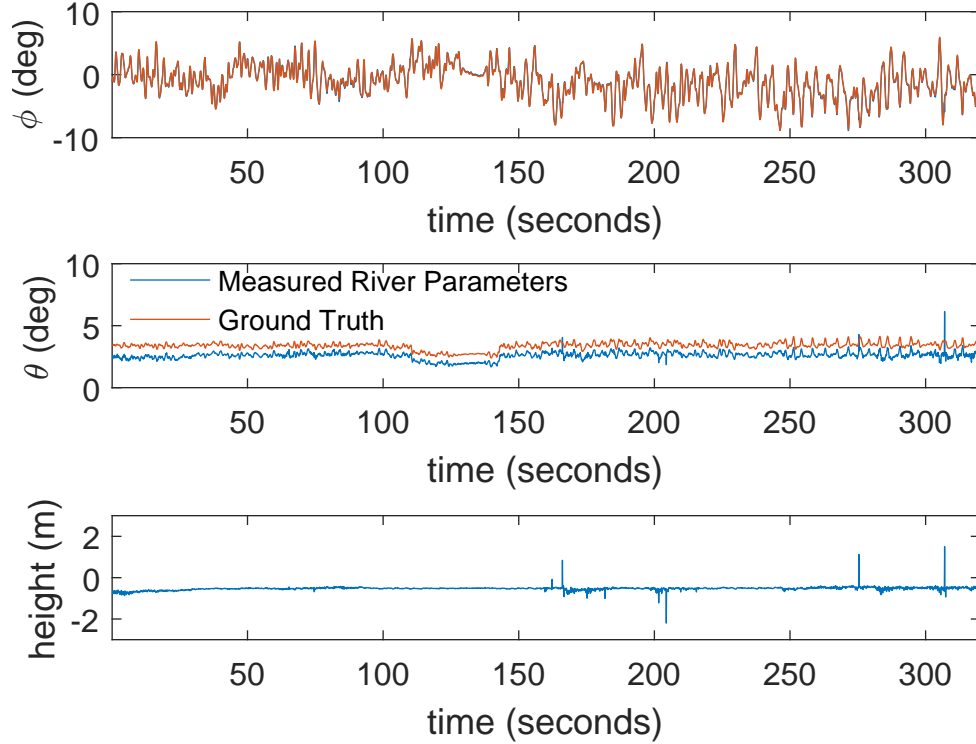 10
0
-10
ϕ (deg)
50 100 150 200 250 300
time (seconds)
10
5
0
θ (deg)
Measured River Parameters
Ground Truth
50 100 150 200 250 300
time (seconds)
2
0
-2
height (m)
50 100 150 200 250 300
time (seconds)